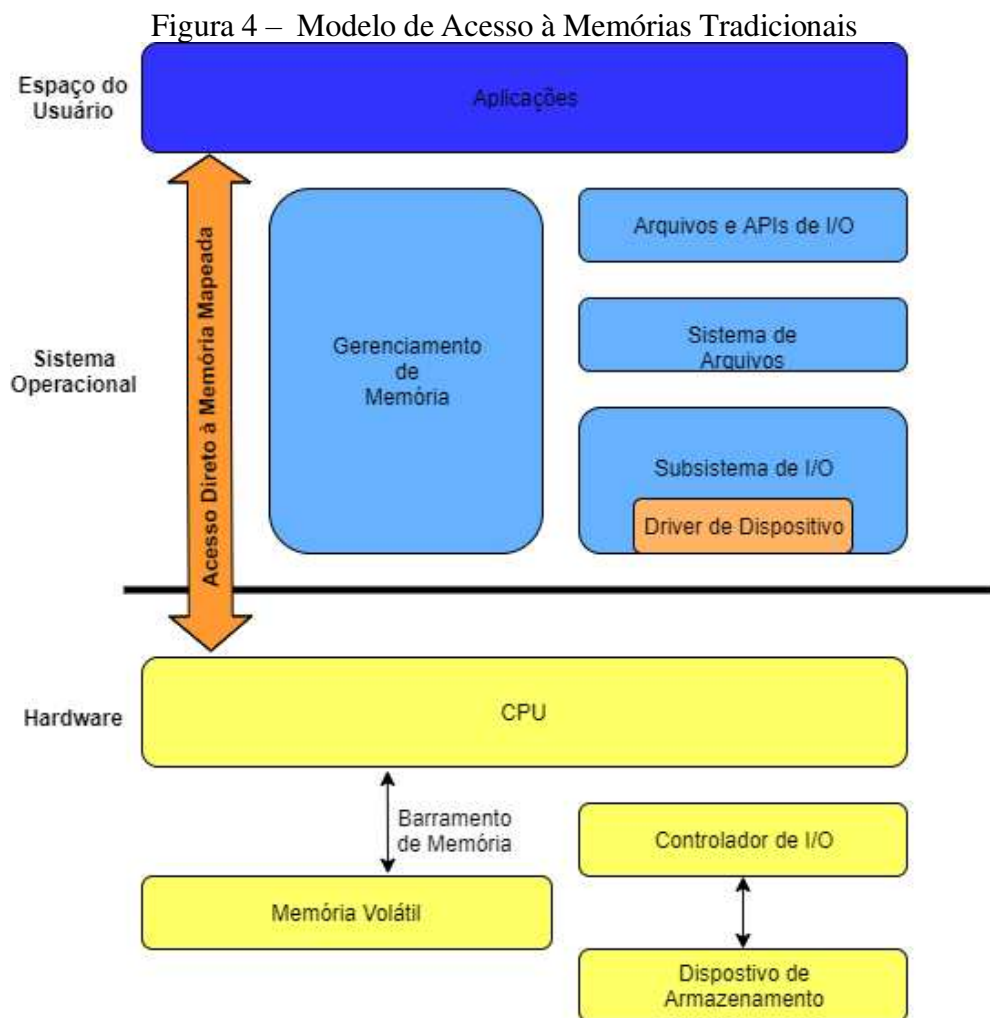 Figura 4 – Modelo de Acesso à Memórias Tradicionais
Espaço do
Usuário
Aplicações
Acesso Direto à Memória Mapeada
Arquivos e APIs de I/O
Gerenciamento
de
Memória
Sistema de
Arquivos
Sistema
Operacional
Subsistema de I/O
Driver de Dispositivo
Hardware
CPU
Barramento
de Memória
Controlador de I/O
Memória Volátil
Dispostivo de
Armazenamento